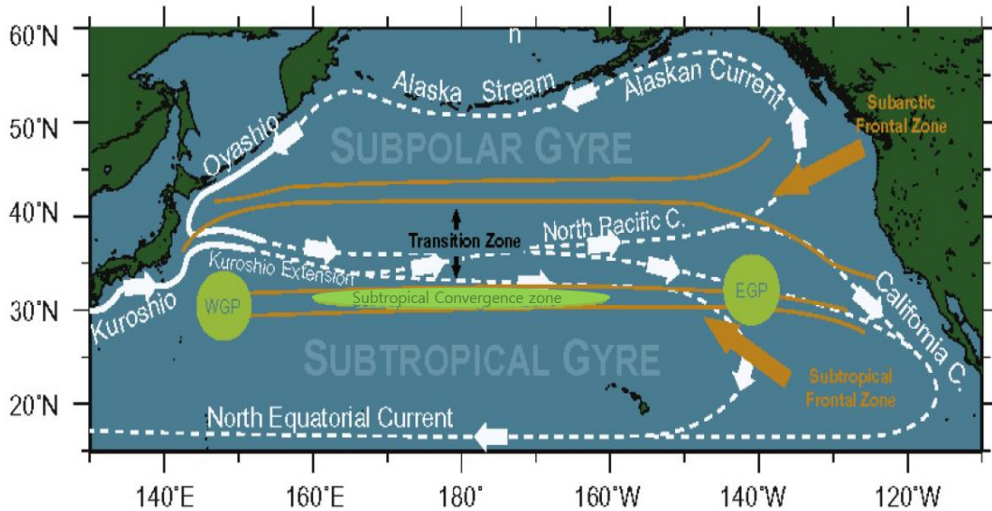 60°N
50°N
40°N
30°N
20°N
n
Alaska Stream
Alaskan Current
Subarctic
Frontal Zone
Oyashio
SUBPOLAR GYRE
North Pacific C.
Transition Zone
Kuroshio Extension
Kuroshio
WGP
Subtropical Convergence zone
EGP
California C.
SUBTROPICAL GYRE
Subtropical
Frontal Zone
North Equatorial Current
140°E
160°E
180°
160°W
140°W
120°W